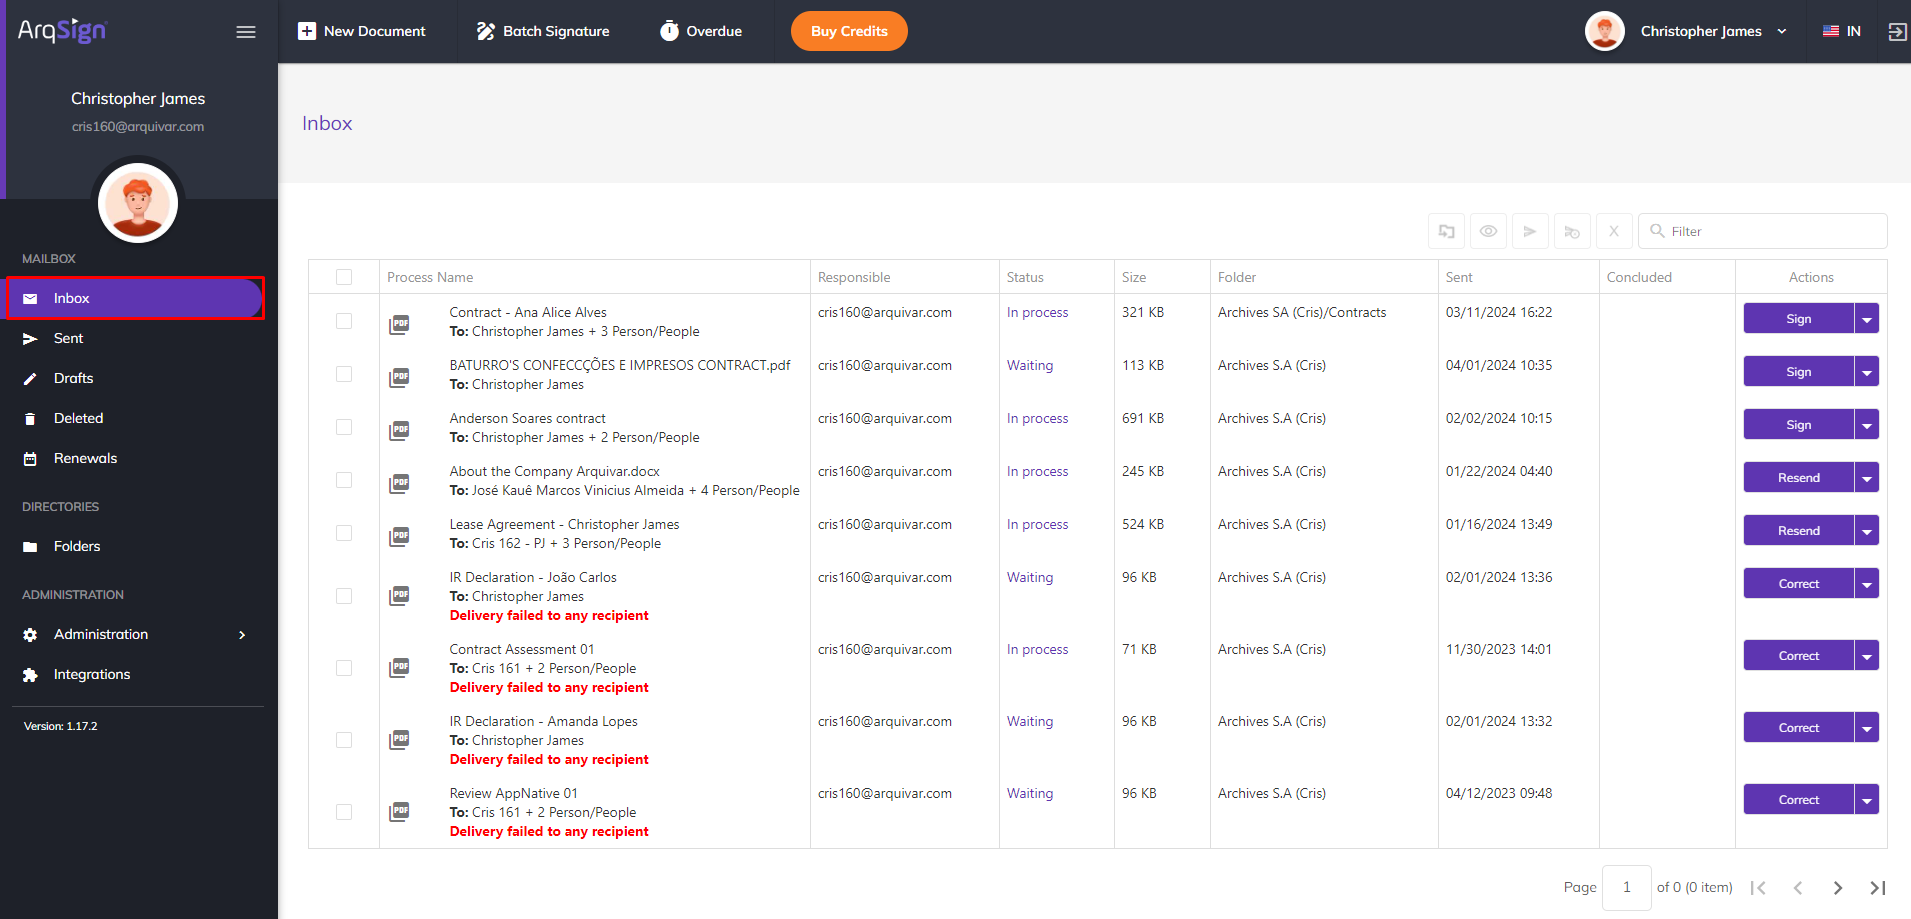 ArqSign
New Document
Batch Signature
Overdue
Buy Credits
Christopher James
IN
Christopher James
cris160@arquivar.com
MAILBOX
Inbox
Sent
Drafts
Deleted
Renewals
DIRECTORIES
Folders
ADMINISTRATION
Administration
Integrations
Version: 1.17.2
Inbox
X
Filter
Process Name Responsible Status Size Folder Sent Concluded Actions
PDF Contract - Ana Alice Alves cris160@arquivar.com In process 321 KB Archives SA (Cris)/Contracts 03/11/2024 16:22 Sign
To: Christopher James + 3 Person/People
PDF BATURRO'S CONFECCÇÕES E IMPRESOS CONTRACT.pdf cris160@arquivar.com Waiting 113 KB Archives S.A (Cris) 04/01/2024 10:35 Sign
To: Christopher James
PDF Anderson Soares contract cris160@arquivar.com In process 691 KB Archives S.A (Cris) 02/02/2024 10:15 Sign
To: Christopher James + 2 Person/People
PDF About the Company Arquivar.docx cris160@arquivar.com In process 245 KB Archives S.A (Cris) 01/22/2024 04:40 Resend
To: José Kauê Marcos Vinicius Almeida + 4 Person/People
PDF Lease Agreement - Christopher James cris160@arquivar.com In process 524 KB Archives S.A (Cris) 01/16/2024 13:49 Resend
To: Cris 162 - PJ + 3 Person/People
PDF IR Declaration - João Carlos cris160@arquivar.com Waiting 96 KB Archives S.A (Cris) 02/01/2024 13:36 Correct
To: Christopher James
Delivery failed to any recipient
PDF Contract Assessment 01 cris160@arquivar.com In process 71 KB Archives S.A (Cris) 11/30/2023 14:01 Correct
To: Cris 161 + 2 Person/People
Delivery failed to any recipient
PDF IR Declaration - Amanda Lopes cris160@arquivar.com Waiting 96 KB Archives S.A (Cris) 02/01/2024 13:32 Correct
To: Christopher James
Delivery failed to any recipient
PDF Review AppNative 01 cris160@arquivar.com Waiting 96 KB Archives S.A (Cris) 04/12/2023 09:48 Correct
To: Cris 161 + 2 Person/People
Delivery failed to any recipient
Page 1 of 0 (0 item)